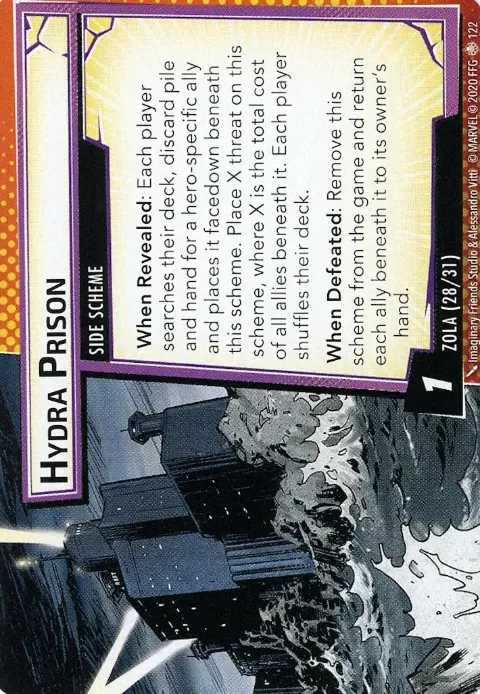 HYDRA PRISON
SIDE SCHEME
When Revealed: Each player
searches their deck, discard pile
and hand for a hero-specific ally
and places it facedown beneath
this scheme. Place X threat on this
scheme, where X is the total cost
of all allies beneath it. Each player
shuffles their deck.
When Defeated: Remove this
scheme from the game and return
each ally beneath it to its owner's
hand.
1
ZOLA (28/31)
Imaginary Friends Studio & Alessandro Vitti © MARVEL © 2020 FFG 122